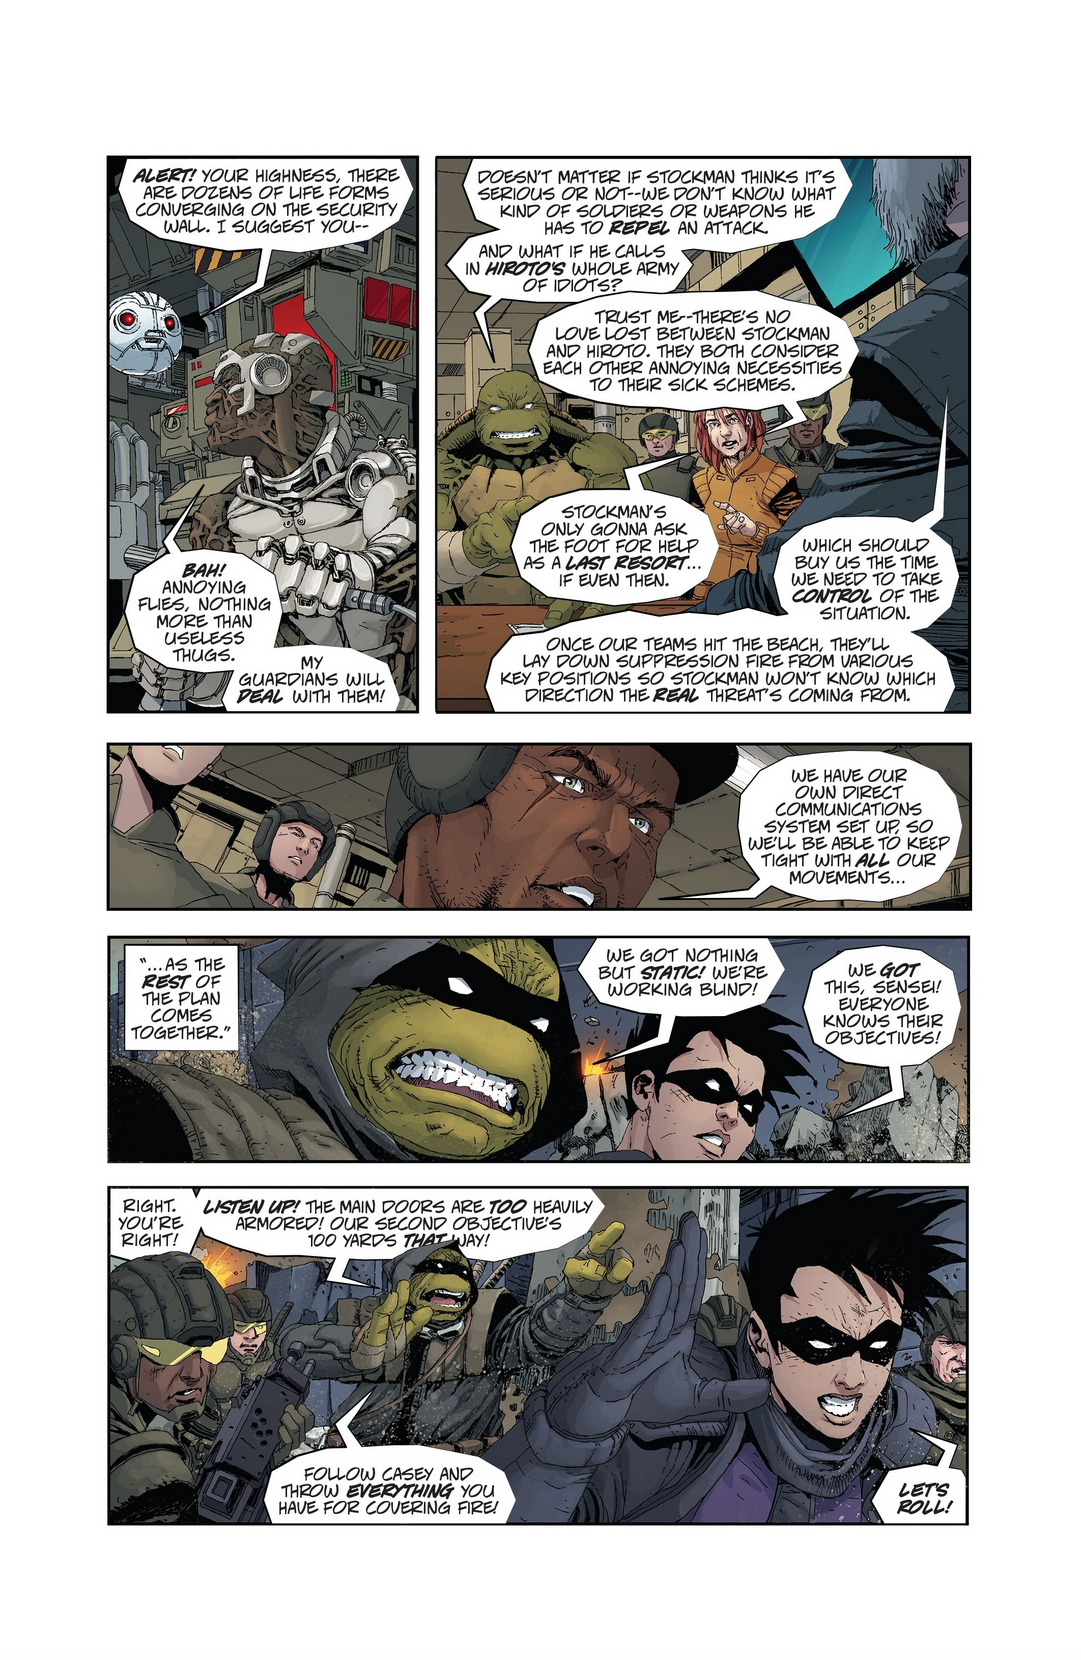 ALERT! YOUR HIGHNESS, THERE
ARE DOZENS OF LIFE FORMS
CONVERGING ON THE SECURITY
WALL. I SUGGEST YOU--
BAH!
ANNOYING
FLIES, NOTHING
MORE THAN
USELESS
THUGS.
MY
GUARDIANS WILL
DEAL WITH THEM!
DOESN'T MATTER IF STOCKMAN THINKS IT'S
SERIOUS OR NOT--WE DON'T KNOW WHAT
KIND OF SOLDIERS OR WEAPONS HE
HAS TO REPEL AN ATTACK.
AND WHAT IF HE CALLS
IN HIROTO'S WHOLE ARMY
OF IDIOTS?
TRUST ME--THERE'S NO
LOVE LOST BETWEEN STOCKMAN
AND HIROTO. THEY BOTH CONSIDER
EACH OTHER ANNOYING NECESSITIES
TO THEIR SICK SCHEMES.
STOCKMAN'S
ONLY GONNA ASK
THE FOOT FOR HELP
AS A LAST RESORT...
IF EVEN THEN.
WHICH SHOULD
BUY US THE TIME
WE NEED TO TAKE
CONTROL OF THE
SITUATION.
ONCE OUR TEAMS HIT THE BEACH, THEY'LL
LAY DOWN SUPPRESSION FIRE FROM VARIOUS
KEY POSITIONS SO STOCKMAN WON'T KNOW WHICH
DIRECTION THE REAL THREAT'S COMING FROM.
WE HAVE OUR
OWN DIRECT
COMMUNICATIONS
SYSTEM SET UP, SO
WE'LL BE ABLE TO KEEP
TIGHT WITH ALL OUR
MOVEMENTS...
"...AS THE
REST OF
THE PLAN
COMES
TOGETHER."
WE GOT NOTHING
BUT STATIC! WE'RE
WORKING BLIND!
WE GOT
THIS, SENSEI!
EVERYONE
KNOWS THEIR
OBJECTIVES!
RIGHT.
YOU'RE
RIGHT!
LISTEN UP! THE MAIN DOORS ARE TOO HEAVILY
ARMORED! OUR SECOND OBJECTIVE'S
100 YARDS THAT WAY!
FOLLOW CASEY AND
THROW EVERYTHING YOU
HAVE FOR COVERING FIRE!
LET'S
ROLL!